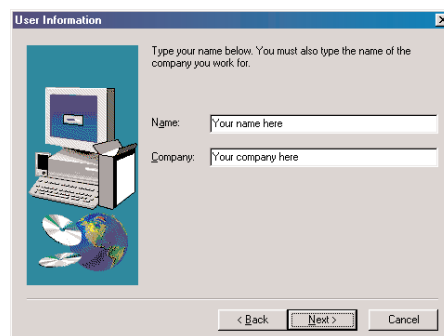 User Information
Type your name below. You must also type the name of the
company you work for.
Name: Your name here
Company: Your company here
< Back Next > Cancel